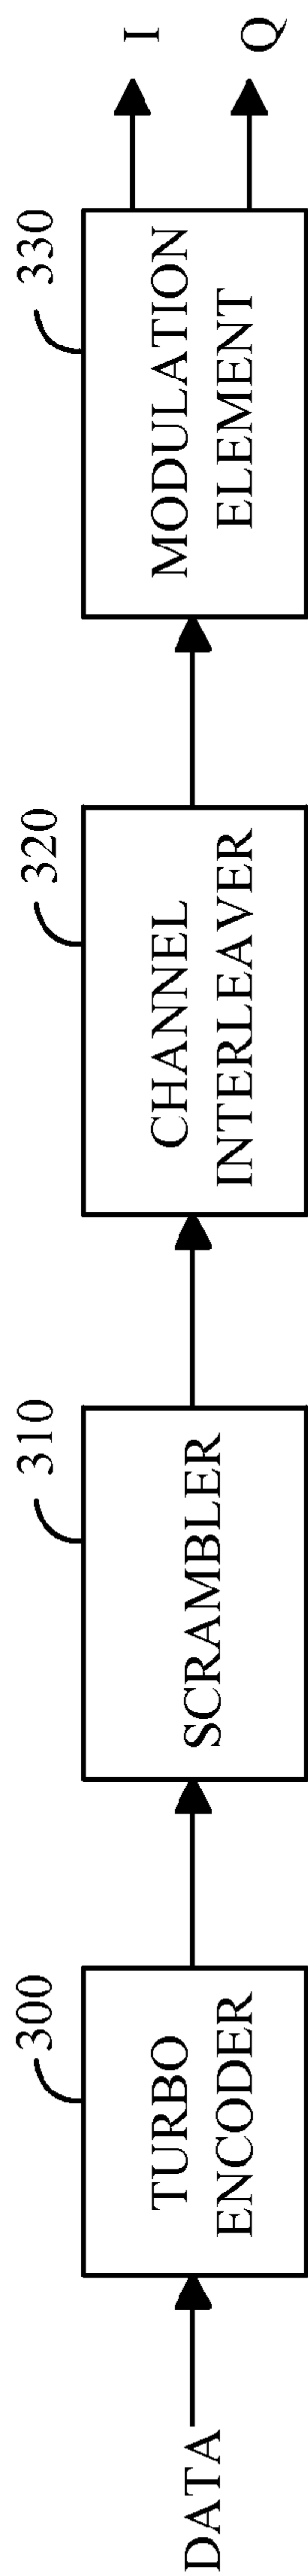 DATA
300
TURBO
ENCODER
310
SCRAMBLER
320
CHANNEL
INTERLEAVER
330
MODULATION
ELEMENT
I
Q